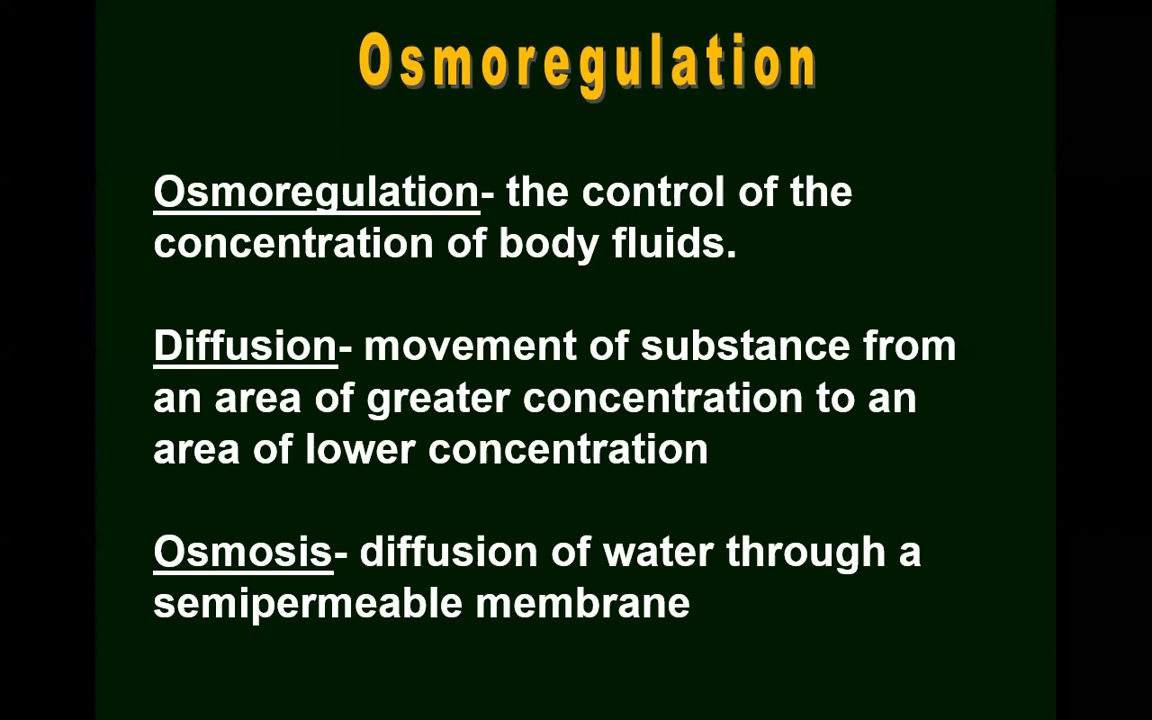 Osmoregulation
Osmoregulation- the control of the
concentration of body fluids.
Diffusion- movement of substance from
an area of greater concentration to an
area of lower concentration
Osmosis- diffusion of water through a
semipermeable membrane